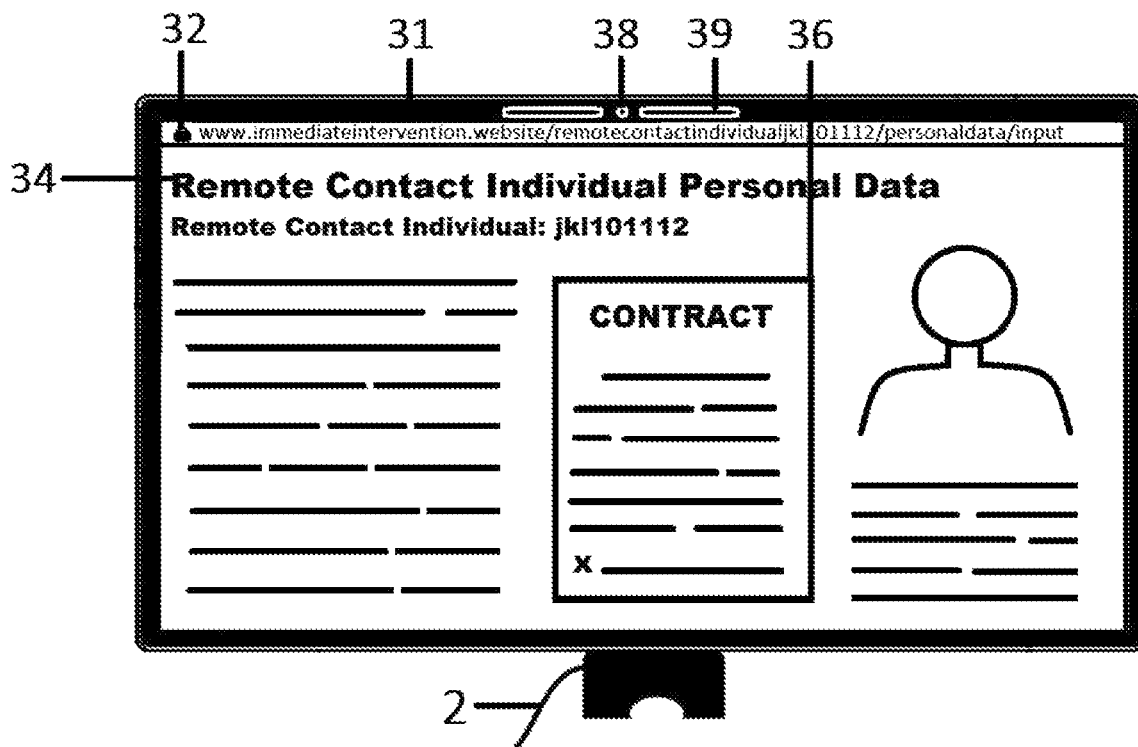 32 31 38 39 36
www.immediateintervention.website/remotecontactindividualjkl101112/personaldata/input
34
Remote Contact Individual Personal Data
Remote Contact Individual: jkl101112
CONTRACT
x
2